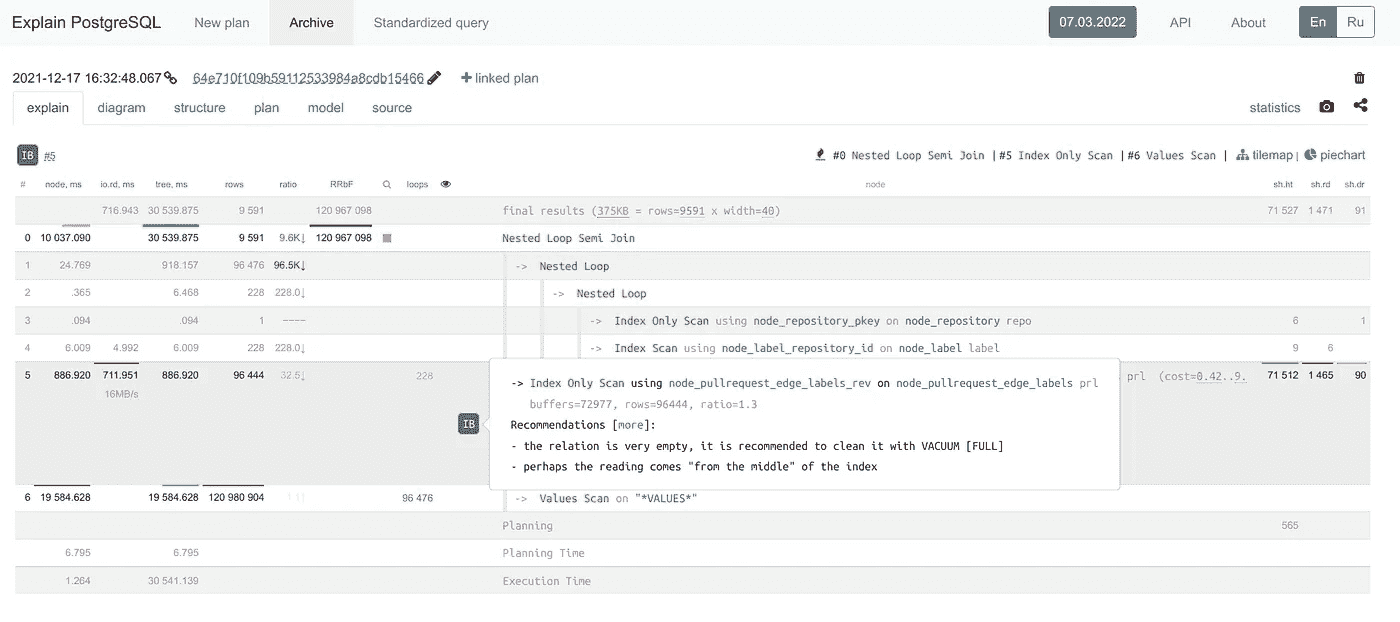 Explain PostgreSQL New plan Archive Standardized query 07.03.2022 API About En Ru
2021-12-17 16:32:48.067 64e710f109b59112533984a8cdb15466 + linked plan
explain diagram structure plan model source statistics
IB #5 #0 Nested Loop Semi Join | #5 Index Only Scan | #6 Values Scan | tilemap | piechart
# node, ms io.rd, ms tree, ms rows ratio RRbF loops node sh.ht sh.rd sh.dr
716.943 30 539.875 9 591 120 967 098 final results (375KB = rows=9591 x width=40) 71 527 1 471 91
0 10 037.090 30 539.875 9 591 9.6K↓ 120 967 098 Nested Loop Semi Join
1 24.769 918.157 96 476 96.5K↓ -> Nested Loop
2 .365 6.468 228 228.0↓ -> Nested Loop
3 .094 .094 1 ---- -> Index Only Scan using node_repository_pkey on node_repository repo 6 1
4 6.009 4.992 6.009 228 228.0↓ -> Index Scan using node_label_repository_id on node_label label 9 6
5 886.920 711.951 886.920 96 444 32.5↓ 228 prl (cost=0.42..9. 71 512 1 465 90
16MB/s
IB
-> Index Only Scan using node_pullrequest_edge_labels_rev on node_pullrequest_edge_labels prl
buffers=72977, rows=96444, ratio=1.3
Recommendations [more]:
- the relation is very empty, it is recommended to clean it with VACUUM [FULL]
- perhaps the reading comes "from the middle" of the index
6 19 584.628 19 584.628 120 980 904 96 476 -> Values Scan on "*VALUES*"
Planning 565
6.795 6.795 Planning Time
1.264 30 541.139 Execution Time